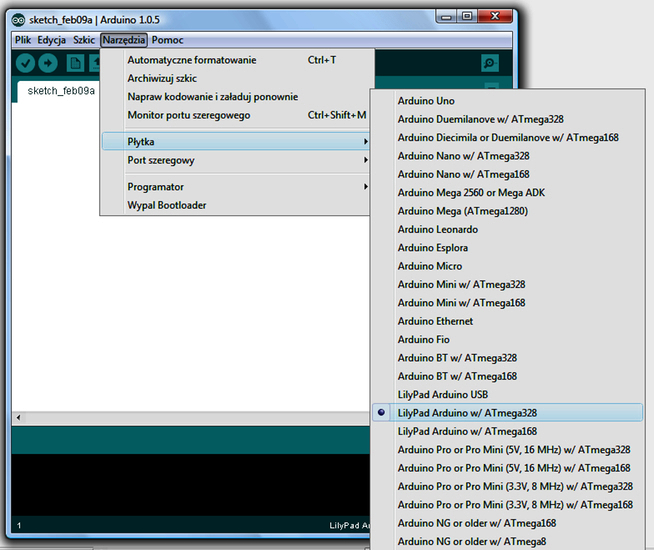 sketch_feb09a | Arduino 1.0.5
Plik Edycja Szkic Narzędzia Pomoc
sketch_feb09a
Automatyczne formatowanie Ctrl+T
Archiwizuj szkic
Napraw kodowanie i załaduj ponownie
Monitor portu szeregowego Ctrl+Shift+M
Płytka
Port szeregowy
Programator
Wypal Bootloader
Arduino Uno
Arduino Duemilanove w/ ATmega328
Arduino Diecimila or Duemilanove w/ ATmega168
Arduino Nano w/ ATmega328
Arduino Nano w/ ATmega168
Arduino Mega 2560 or Mega ADK
Arduino Mega (ATmega1280)
Arduino Leonardo
Arduino Esplora
Arduino Micro
Arduino Mini w/ ATmega328
Arduino Mini w/ ATmega168
Arduino Ethernet
Arduino Fio
Arduino BT w/ ATmega328
Arduino BT w/ ATmega168
LilyPad Arduino USB
LilyPad Arduino w/ ATmega328
LilyPad Arduino w/ ATmega168
Arduino Pro or Pro Mini (5V, 16 MHz) w/ ATmega328
Arduino Pro or Pro Mini (5V, 16 MHz) w/ ATmega168
Arduino Pro or Pro Mini (3.3V, 8 MHz) w/ ATmega328
Arduino Pro or Pro Mini (3.3V, 8 MHz) w/ ATmega168
Arduino NG or older w/ ATmega168
Arduino NG or older w/ ATmega8
1 LilyPad